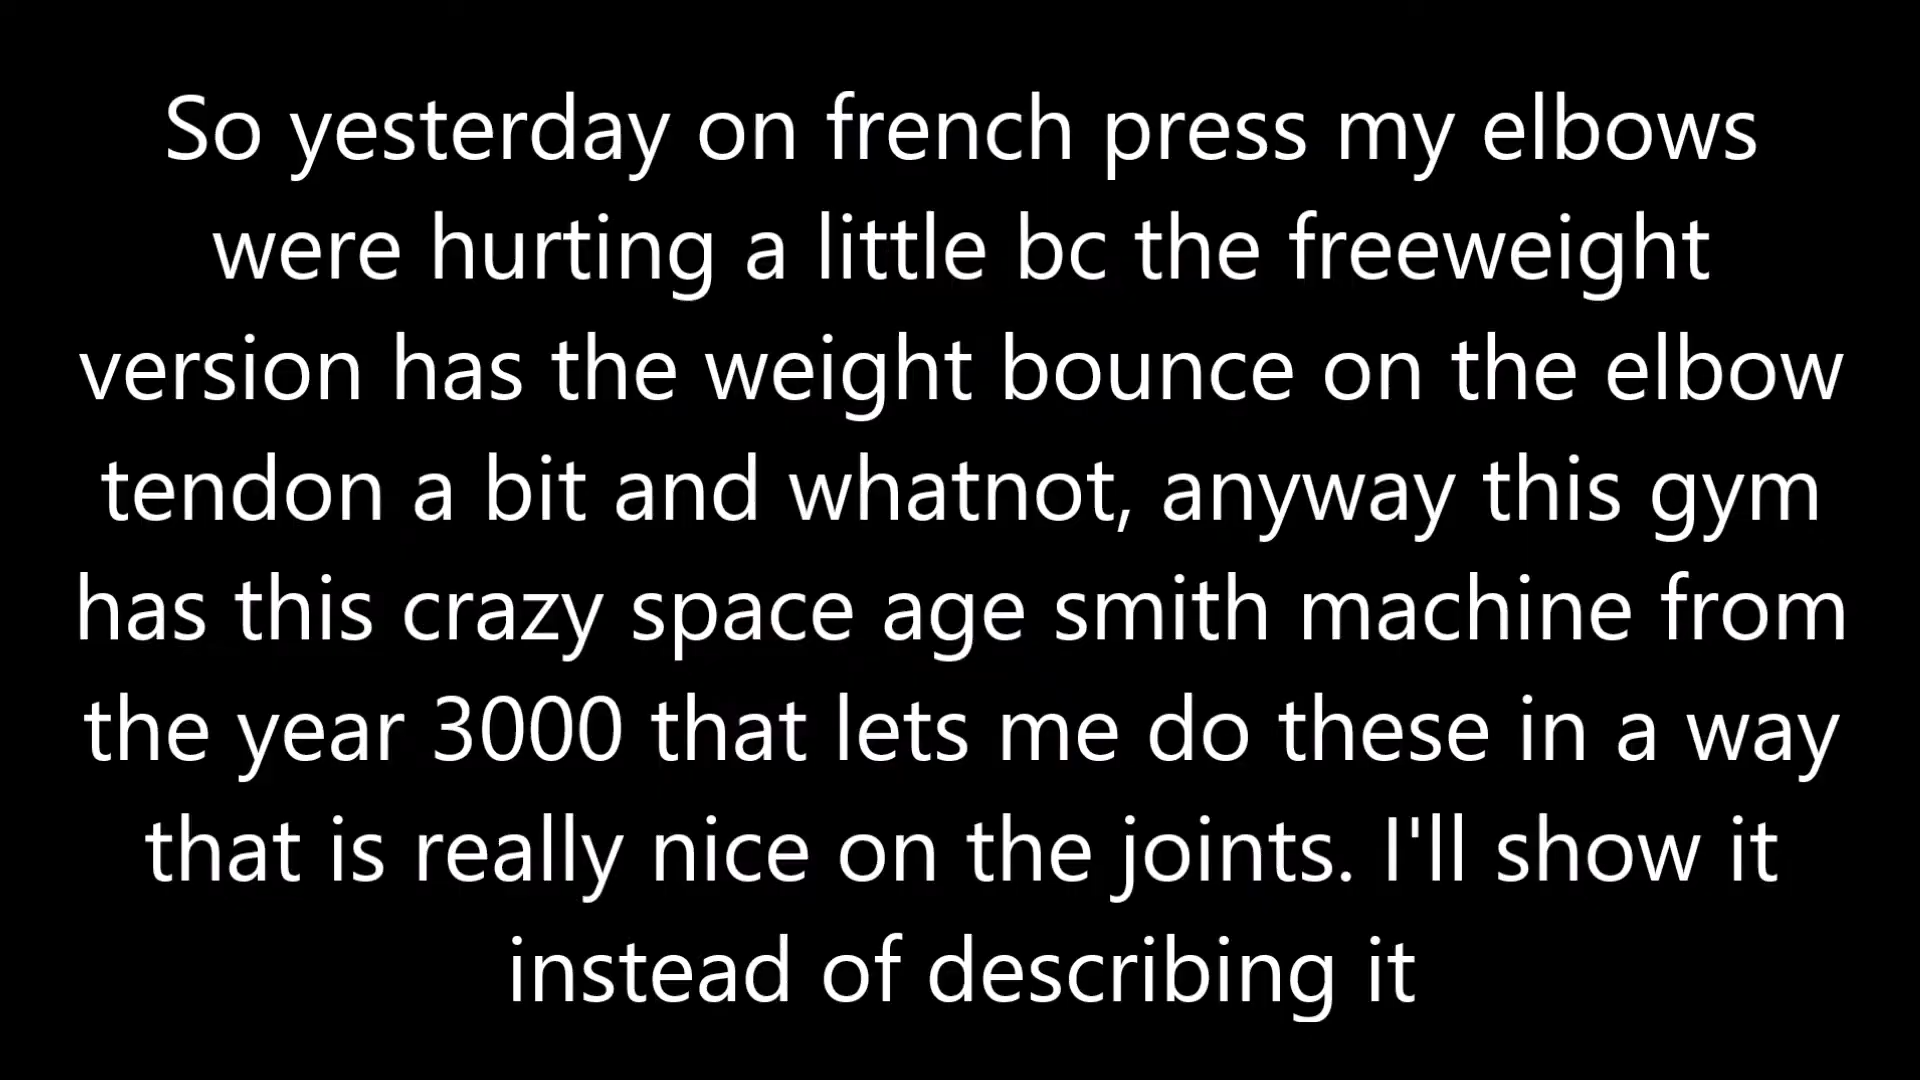 So yesterday on french press my elbows
were hurting a little bc the freeweight
version has the weight bounce on the elbow
tendon a bit and whatnot, anyway this gym
has this crazy space age smith machine from
the year 3000 that lets me do these in a way
that is really nice on the joints. I'll show it
instead of describing it